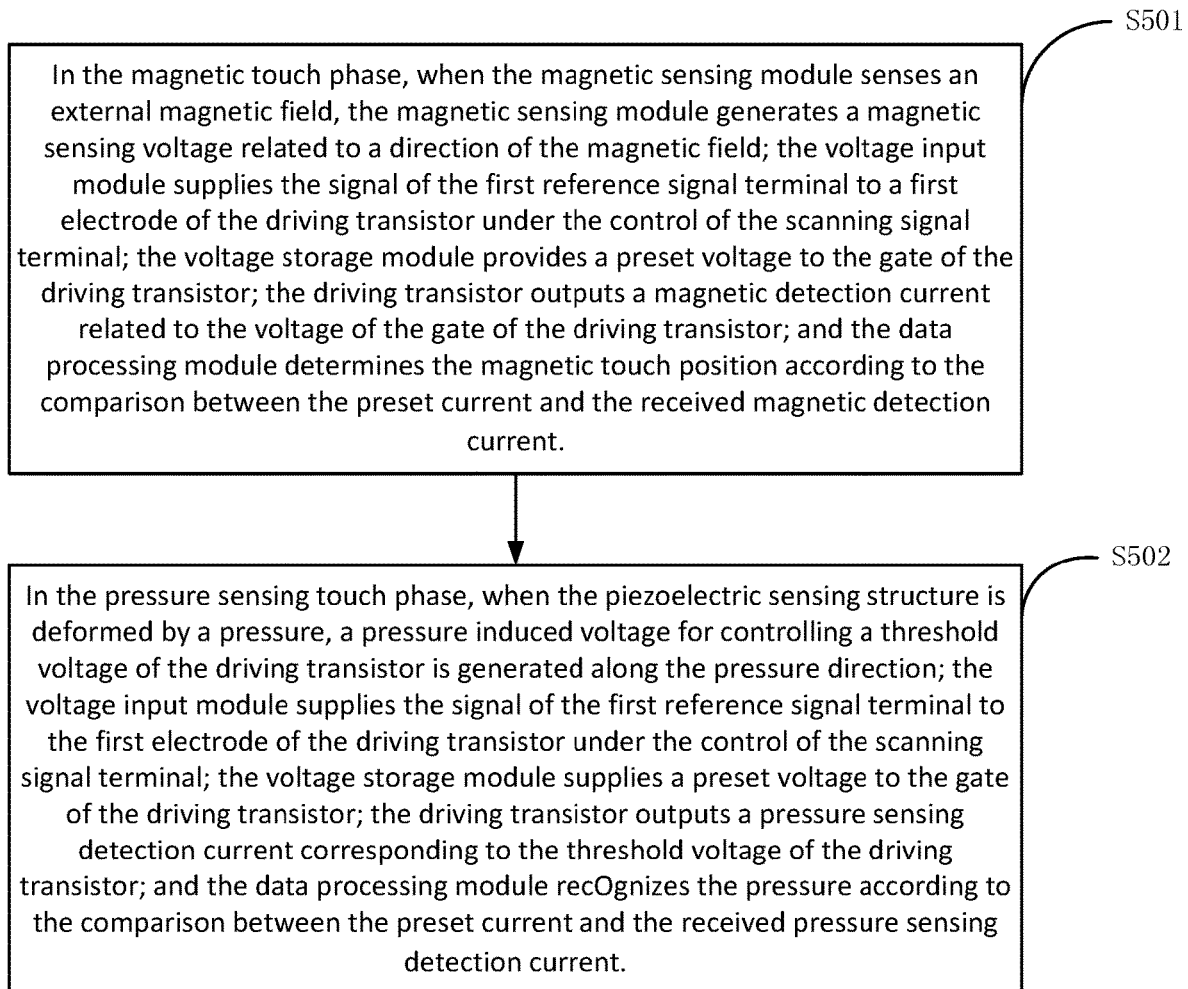 S501
In the magnetic touch phase, when the magnetic sensing module senses an
external magnetic field, the magnetic sensing module generates a magnetic
sensing voltage related to a direction of the magnetic field; the voltage input
module supplies the signal of the first reference signal terminal to a first
electrode of the driving transistor under the control of the scanning signal
terminal; the voltage storage module provides a preset voltage to the gate of the
driving transistor; the driving transistor outputs a magnetic detection current
related to the voltage of the gate of the driving transistor; and the data
processing module determines the magnetic touch position according to the
comparison between the preset current and the received magnetic detection
current.
S502
In the pressure sensing touch phase, when the piezoelectric sensing structure is
deformed by a pressure, a pressure induced voltage for controlling a threshold
voltage of the driving transistor is generated along the pressure direction; the
voltage input module supplies the signal of the first reference signal terminal to
the first electrode of the driving transistor under the control of the scanning
signal terminal; the voltage storage module supplies a preset voltage to the gate
of the driving transistor; the driving transistor outputs a pressure sensing
detection current corresponding to the threshold voltage of the driving
transistor; and the data processing module recOgnizes the pressure according to
the comparison between the preset current and the received pressure sensing
detection current.